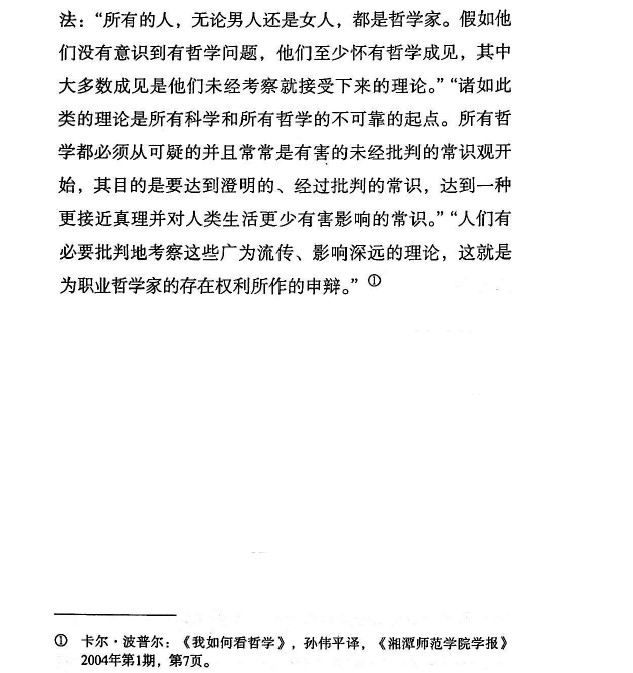 法：“所有的人，无论男人还是女人，都是哲学家。假如他
们没有意识到有哲学问题，他们至少怀有哲学成见，其中
大多数成见是他们未经考察就接受下来的理论。”“诸如此
类的理论是所有科学和所有哲学的不可靠的起点。所有哲
学都必须从可疑的并且常常是有害的未经批判的常识观开
始，其目的是要达到澄明的、经过批判的常识，达到一种
更接近真理并对人类生活更少有害影响的常识。”“人们有
必要批判地考察这些广为流传、影响深远的理论，这就是
为职业哲学家的存在权利所作的申辩。”①
① 卡尔·波普尔：《我如何看哲学》，孙伟平译，《湘潭师范学院学报》
2004年第1期，第7页。